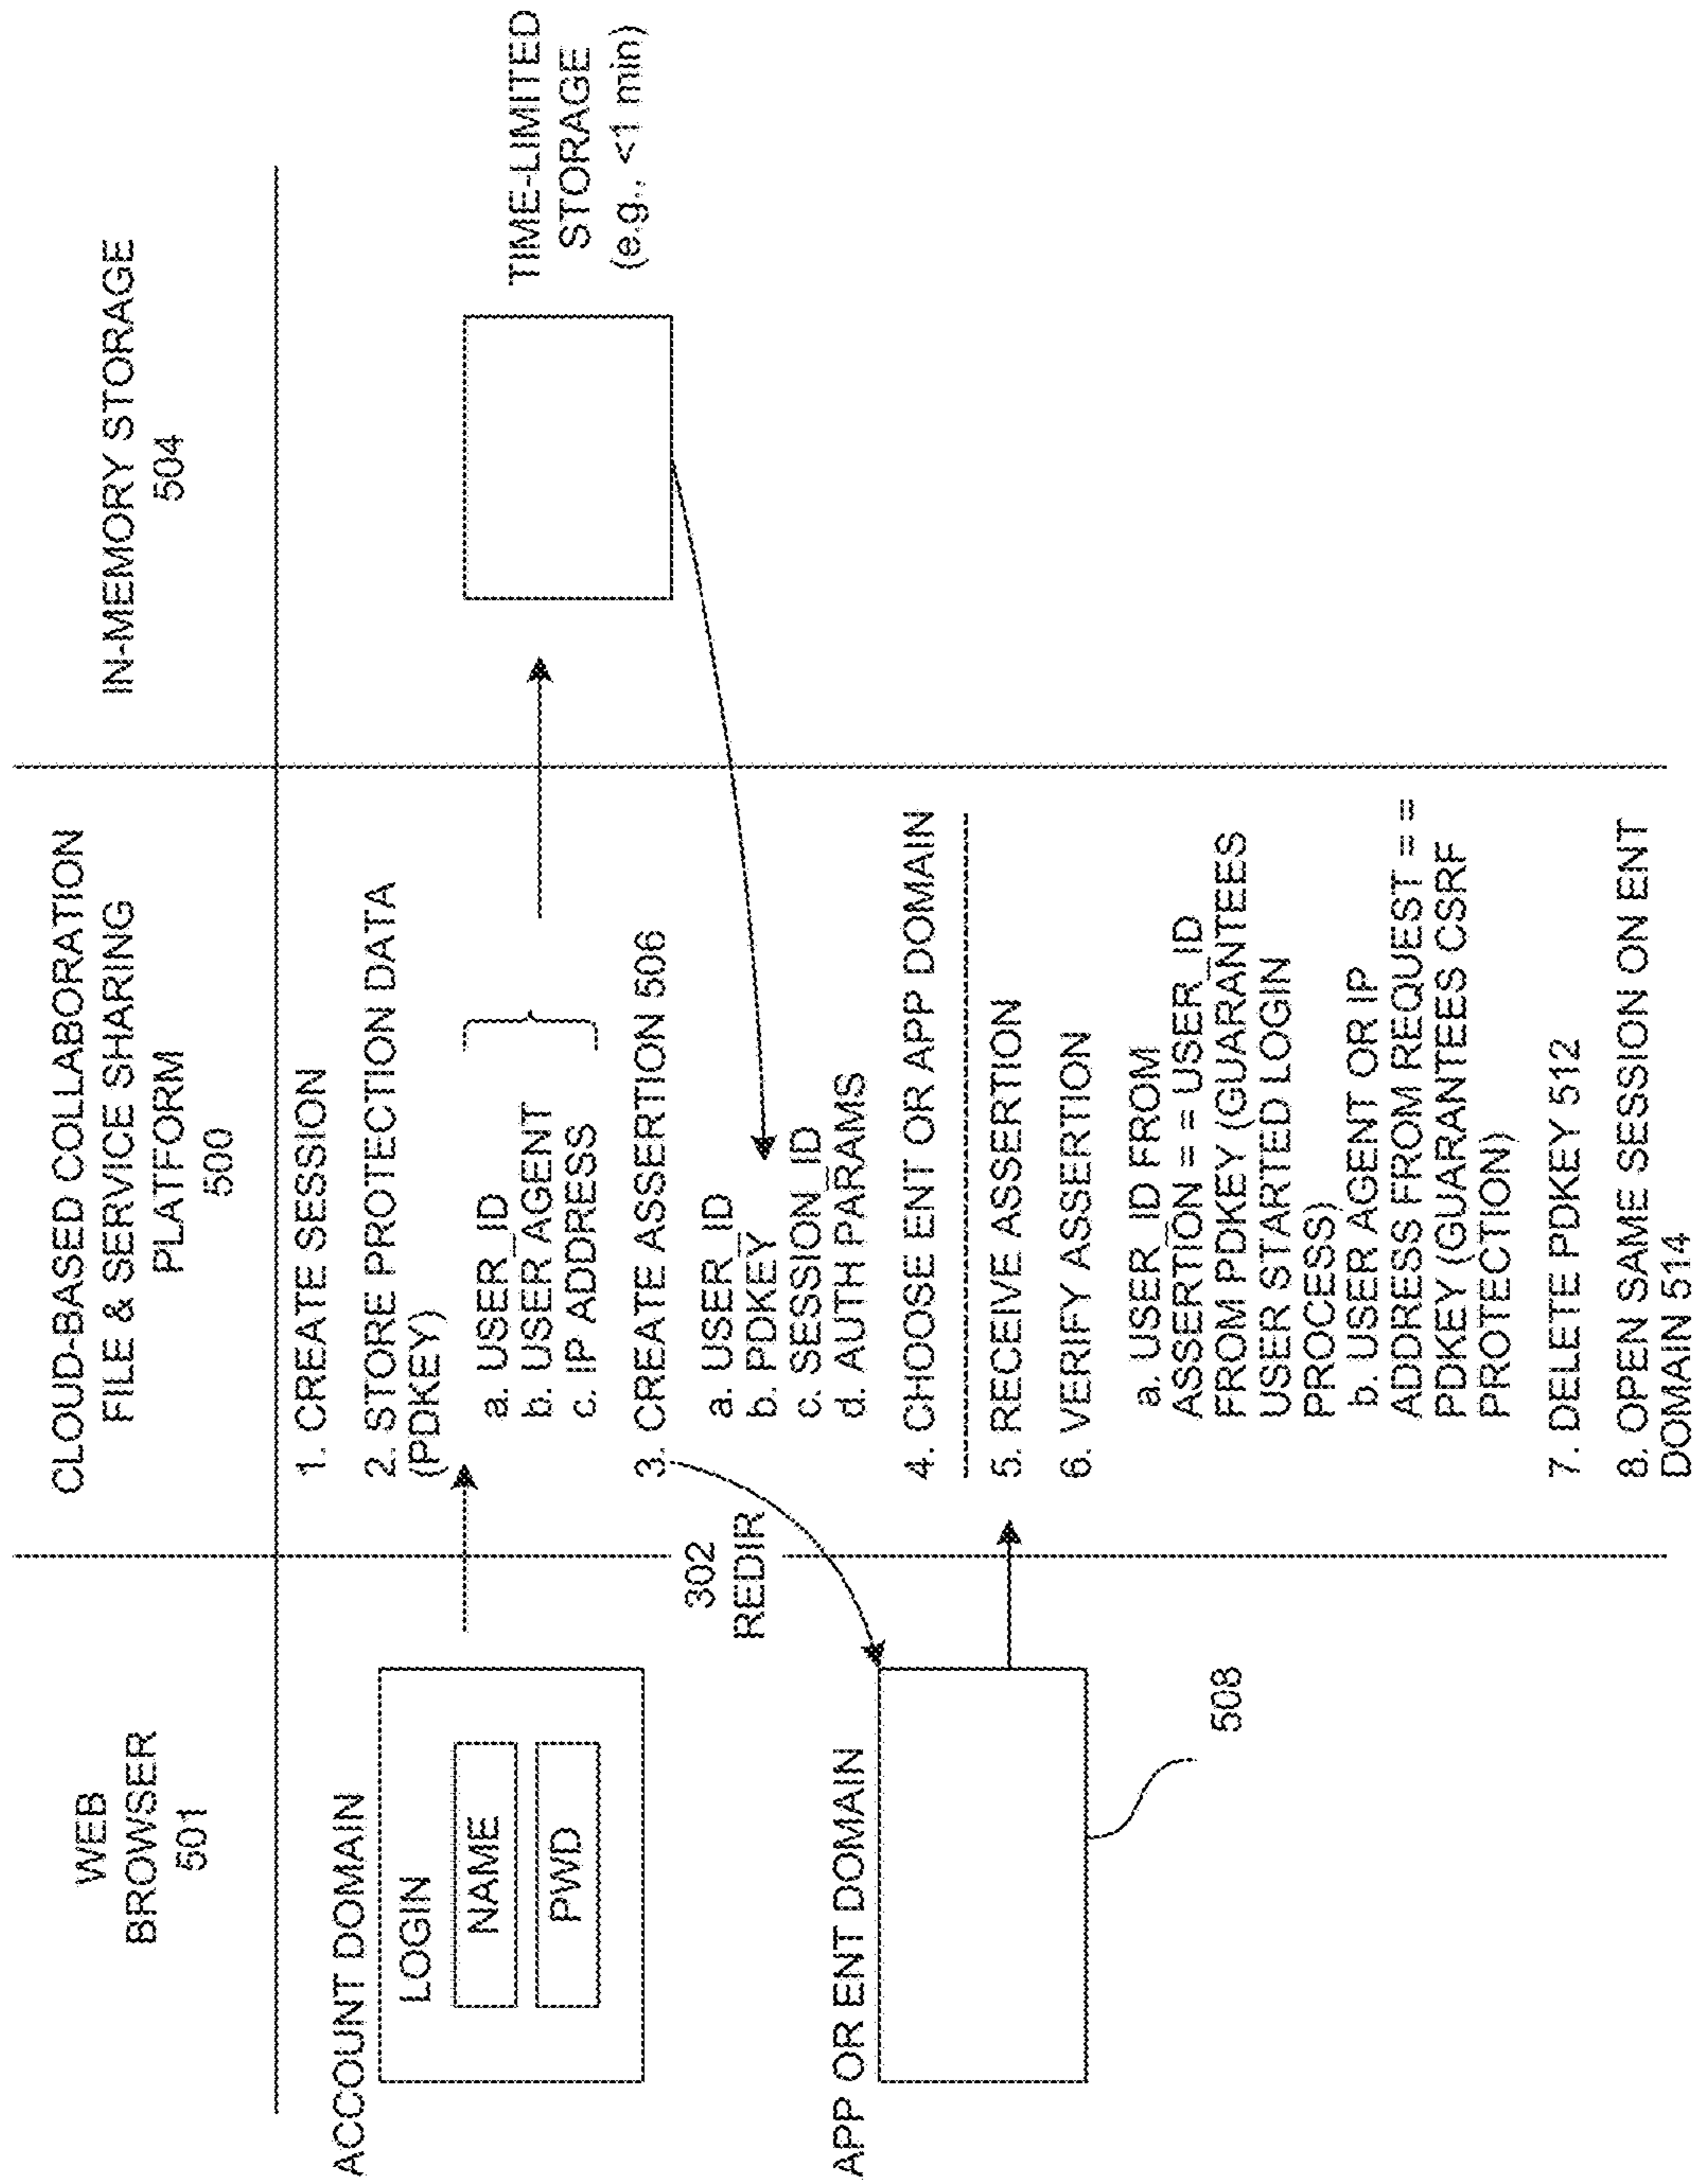 WEB
BROWSER
501
CLOUD-BASED COLLABORATION
FILE & SERVICE SHARING
PLATFORM
500
IN-MEMORY STORAGE
504
ACCOUNT DOMAIN
LOGIN
NAME
PWD
1. CREATE SESSION
2. STORE PROTECTION DATA
(PDKEY)
a. USER_ID
b. USER AGENT
c. IP ADDRESS
TIME-LIMITED
STORAGE
(e.g., <1 min)
3. CREATE ASSERTION 506
a. USER_ID
b. PDKEY
c. SESSION_ID
d. AUTH PARAMS
302
REDIR
4. CHOOSE ENT OR APP DOMAIN
APP OR ENT DOMAIN
508
5. RECEIVE ASSERTION
6. VERIFY ASSERTION
a. USER_ID FROM
ASSERTION = = USER_ID
FROM PDKEY (GUARANTEES
USER STARTED LOGIN
PROCESS)
b. USER AGENT OR IP
ADDRESS FROM REQUEST = =
PDKEY (GUARANTEES CSRF
PROTECTION)
7. DELETE PDKEY 512
8. OPEN SAME SESSION ON ENT
DOMAIN 514